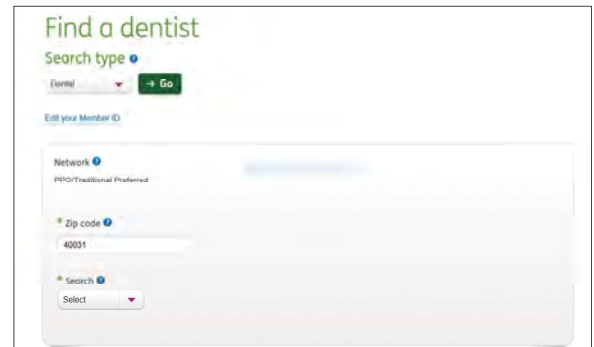 Find a dentist
Search type
Dental
→ Go
Edit your Member ID
Network
PPO/Traditional Preferred
* Zip code
40031
* Search
Select